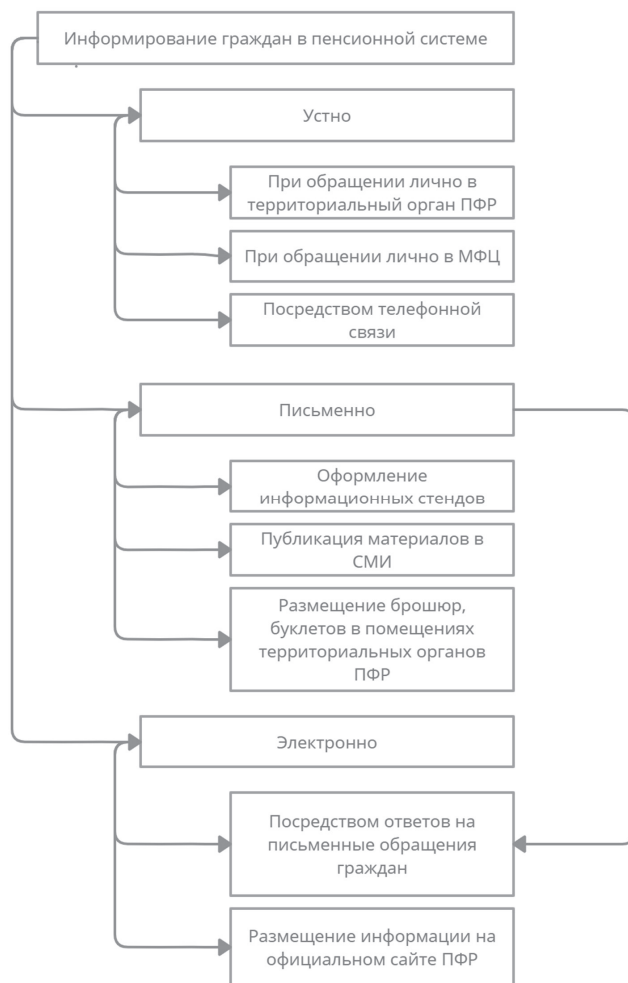 Информирование граждан в пенсионной системе
Устно
При обращении лично в
территориальный орган ПФР
При обращении лично в МФЦ
Посредством телефонной
связи
Письменно
Оформление
информационных стендов
Публикация материалов в
СМИ
Размещение брошюр,
буклетов в помещениях
территориальных органов
ПФР
Электронно
Посредством ответов на
письменные обращения
граждан
Размещение информации на
официальном сайте ПФР